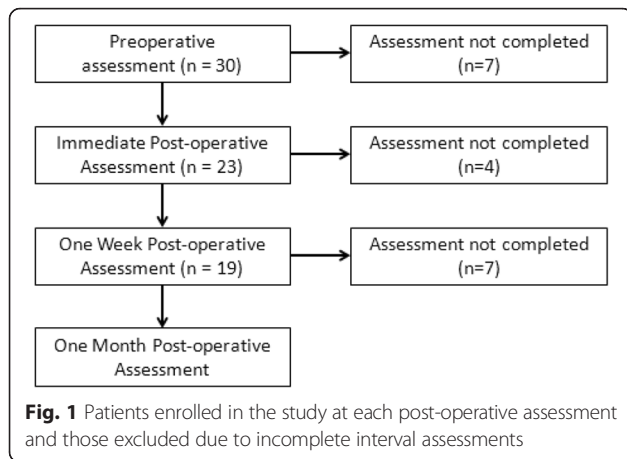 Preoperative
assessment (n = 30)
Assessment not completed
(n=7)
Immediate Post-operative
Assessment (n = 23)
Assessment not completed
(n=4)
One Week Post-operative
Assessment (n = 19)
Assessment not completed
(n=7)
One Month Post-operative
Assessment
Fig. 1 Patients enrolled in the study at each post-operative assessment
and those excluded due to incomplete interval assessments